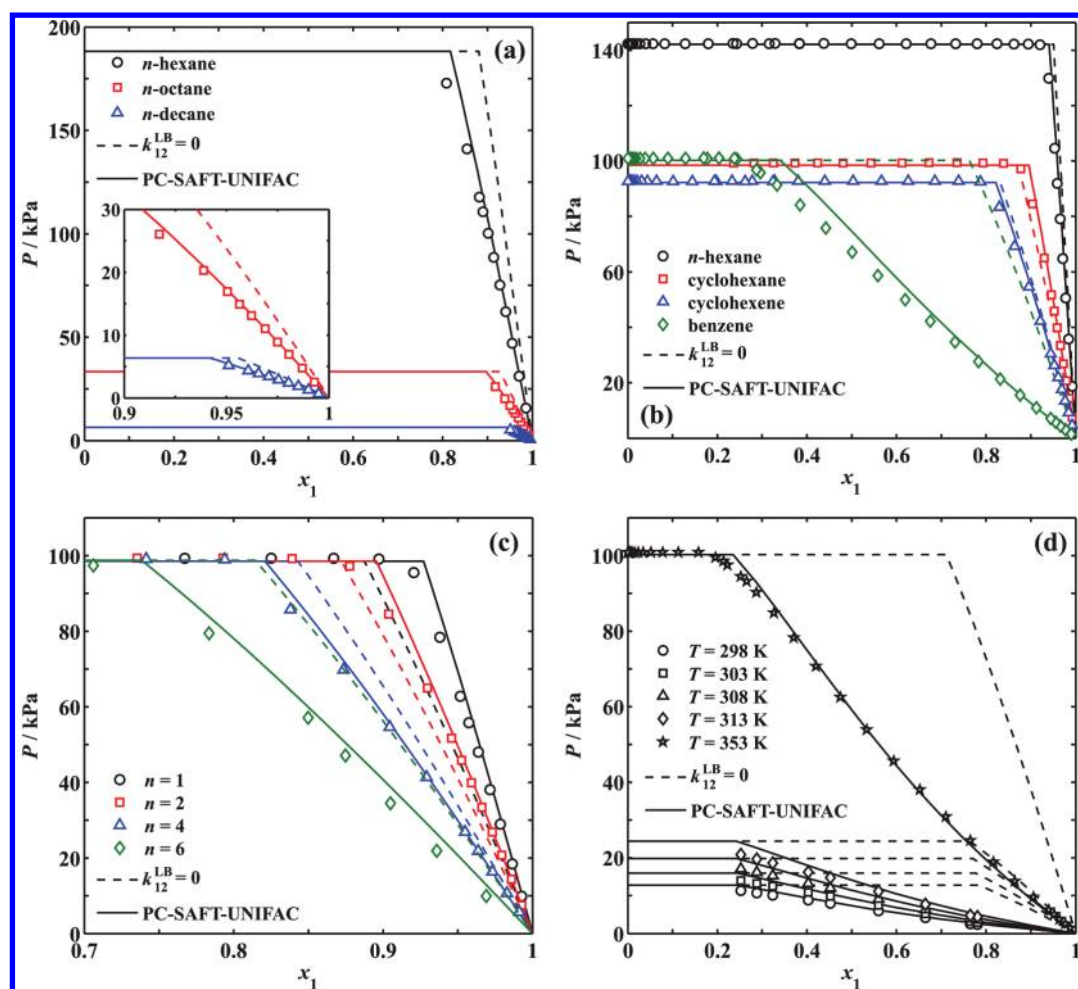 (a)
n-hexane
n-octane
n-decane
k₁₂ᴸᴮ = 0
PC-SAFT-UNIFAC
200
150
100
50
0
P / kPa
30
20
10
0
0.9
0.95
1
0
0.2
0.4
0.6
0.8
1
x₁
(b)
140
100
60
20
P / kPa
n-hexane
cyclohexane
cyclohexene
benzene
k₁₂ᴸᴮ = 0
PC-SAFT-UNIFAC
0
0.2
0.4
0.6
0.8
1
x₁
(c)
100
80
60
40
20
0
P / kPa
n = 1
n = 2
n = 4
n = 6
k₁₂ᴸᴮ = 0
PC-SAFT-UNIFAC
0.7
0.8
0.9
1
x₁
(d)
100
80
60
40
20
0
P / kPa
T = 298 K
T = 303 K
T = 308 K
T = 313 K
T = 353 K
k₁₂ᴸᴮ = 0
PC-SAFT-UNIFAC
0
0.2
0.4
0.6
0.8
1
x₁